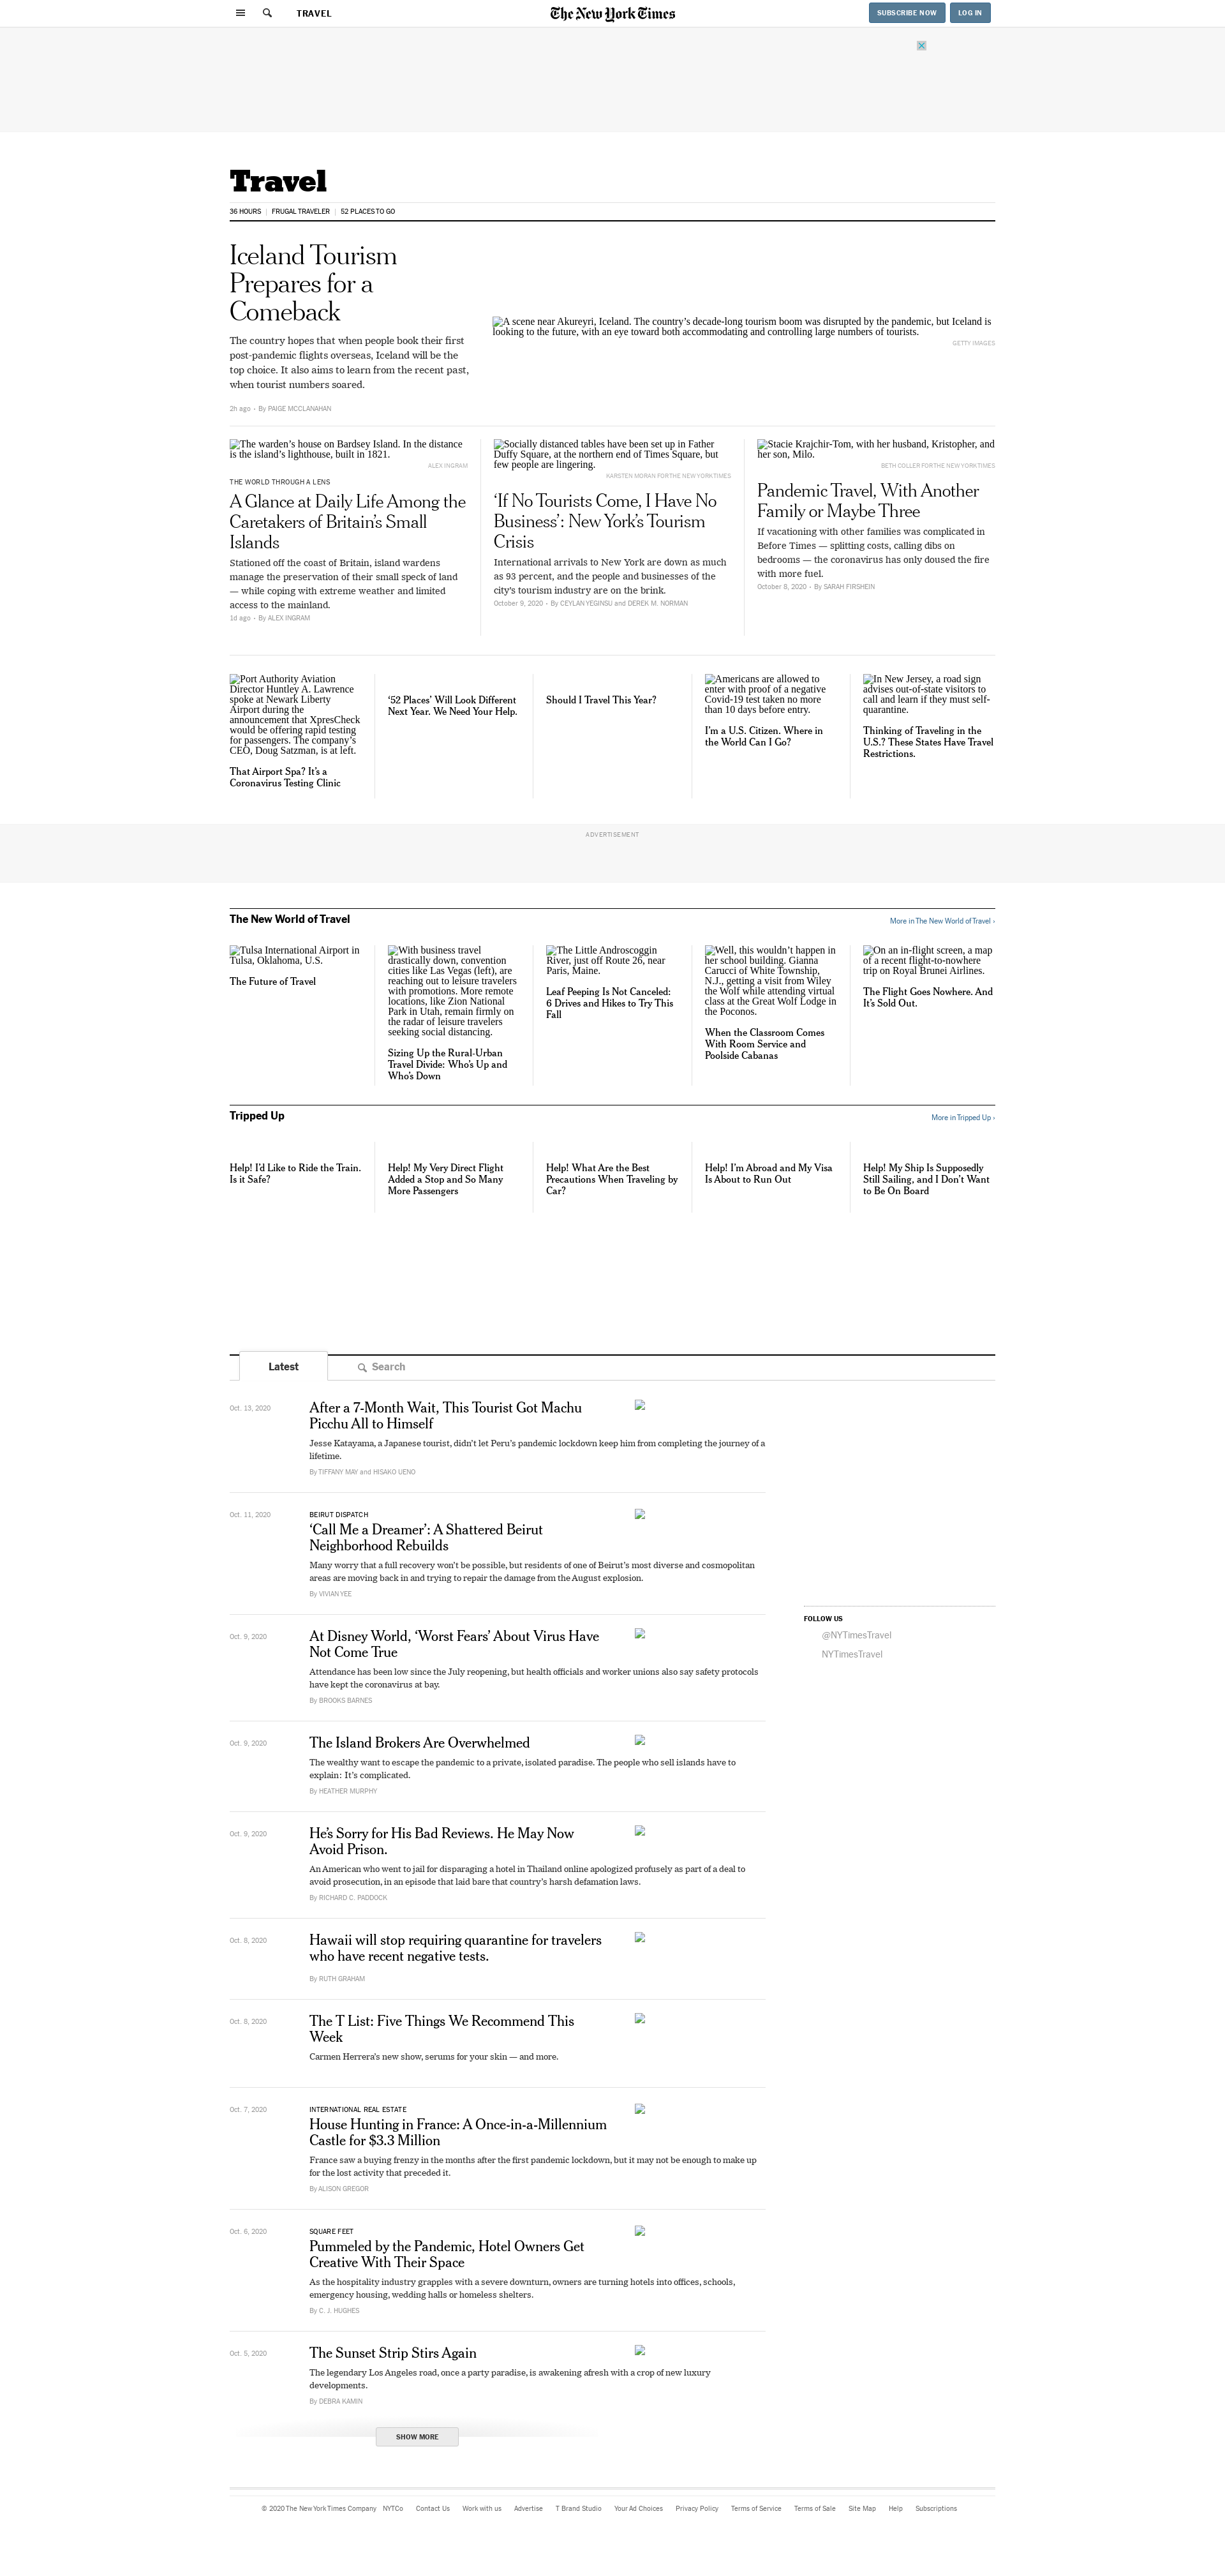 TRAVEL
The New York Times
SUBSCRIBE NOW
LOG IN
Travel
36 HOURS
FRUGAL TRAVELER
52 PLACES TO GO
Iceland Tourism
Prepares for a
Comeback
The country hopes that when people book their first
post-pandemic flights overseas, Iceland will be the
top choice. It also aims to learn from the recent past,
when tourist numbers soared.
2h ago • By PAIGE MCCLANAHAN
A scene near Akureyri, Iceland. The country’s decade-long tourism boom was disrupted by the pandemic, but Iceland is
looking to the future, with an eye toward both accommodating and controlling large numbers of tourists.
GETTY IMAGES
The warden’s house on Bardsey Island. In the distance
is the island’s lighthouse, built in 1821.
ALEX INGRAM
THE WORLD THROUGH A LENS
A Glance at Daily Life Among the
Caretakers of Britain’s Small
Islands
Stationed off the coast of Britain, island wardens
manage the preservation of their small speck of land
— while coping with extreme weather and limited
access to the mainland.
1d ago • By ALEX INGRAM
Socially distanced tables have been set up in Father
Duffy Square, at the northern end of Times Square, but
few people are lingering.
KARSTEN MORAN FOR THE NEW YORK TIMES
‘If No Tourists Come, I Have No
Business’: New York’s Tourism
Crisis
International arrivals to New York are down as much
as 93 percent, and the people and businesses of the
city’s tourism industry are on the brink.
October 9, 2020 • By CEYLAN YEGINSU and DEREK M. NORMAN
Stacie Krajchir-Tom, with her husband, Kristopher, and
her son, Milo.
BETH COLLER FOR THE NEW YORK TIMES
Pandemic Travel, With Another
Family or Maybe Three
If vacationing with other families was complicated in
Before Times — splitting costs, calling dibs on
bedrooms — the coronavirus has only doused the fire
with more fuel.
October 8, 2020 • By SARAH FIRSHEIN
Port Authority Aviation
Director Huntley A. Lawrence
spoke at Newark Liberty
Airport during the
announcement that XpresCheck
would be offering rapid testing
for passengers. The company’s
CEO, Doug Satzman, is at left.
That Airport Spa? It’s a
Coronavirus Testing Clinic
‘52 Places’ Will Look Different
Next Year. We Need Your Help.
Should I Travel This Year?
Americans are allowed to
enter with proof of a negative
Covid-19 test taken no more
than 10 days before entry.
I’m a U.S. Citizen. Where in
the World Can I Go?
In New Jersey, a road sign
advises out-of-state visitors to
call and learn if they must self-
quarantine.
Thinking of Traveling in the
U.S.? These States Have Travel
Restrictions.
ADVERTISEMENT
The New World of Travel
More in The New World of Travel ›
Tulsa International Airport in
Tulsa, Oklahoma, U.S.
The Future of Travel
With business travel
drastically down, convention
cities like Las Vegas (left), are
reaching out to leisure travelers
with promotions. More remote
locations, like Zion National
Park in Utah, remain firmly on
the radar of leisure travelers
seeking social distancing.
Sizing Up the Rural-Urban
Travel Divide: Who’s Up and
Who’s Down
The Little Androscoggin
River, just off Route 26, near
Paris, Maine.
Leaf Peeping Is Not Canceled:
6 Drives and Hikes to Try This
Fall
Well, this wouldn’t happen in
her school building. Gianna
Carucci of White Township,
N.J., getting a visit from Wiley
the Wolf while attending virtual
class at the Great Wolf Lodge in
the Poconos.
When the Classroom Comes
With Room Service and
Poolside Cabanas
On an in-flight screen, a map
of a recent flight-to-nowhere
trip on Royal Brunei Airlines.
The Flight Goes Nowhere. And
It’s Sold Out.
Tripped Up
More in Tripped Up ›
Help! I’d Like to Ride the Train.
Is it Safe?
Help! My Very Direct Flight
Added a Stop and So Many
More Passengers
Help! What Are the Best
Precautions When Traveling by
Car?
Help! I’m Abroad and My Visa
Is About to Run Out
Help! My Ship Is Supposedly
Still Sailing, and I Don’t Want
to Be On Board
Latest
Search
Oct. 13, 2020
After a 7-Month Wait, This Tourist Got Machu
Picchu All to Himself
Jesse Katayama, a Japanese tourist, didn’t let Peru’s pandemic lockdown keep him from completing the journey of a
lifetime.
By TIFFANY MAY and HISAKO UENO
Oct. 11, 2020
BEIRUT DISPATCH
‘Call Me a Dreamer’: A Shattered Beirut
Neighborhood Rebuilds
Many worry that a full recovery won’t be possible, but residents of one of Beirut’s most diverse and cosmopolitan
areas are moving back in and trying to repair the damage from the August explosion.
By VIVIAN YEE
FOLLOW US
@NYTimesTravel
NYTimesTravel
Oct. 9, 2020
At Disney World, ‘Worst Fears’ About Virus Have
Not Come True
Attendance has been low since the July reopening, but health officials and worker unions also say safety protocols
have kept the coronavirus at bay.
By BROOKS BARNES
Oct. 9, 2020
The Island Brokers Are Overwhelmed
The wealthy want to escape the pandemic to a private, isolated paradise. The people who sell islands have to
explain: It’s complicated.
By HEATHER MURPHY
Oct. 9, 2020
He’s Sorry for His Bad Reviews. He May Now
Avoid Prison.
An American who went to jail for disparaging a hotel in Thailand online apologized profusely as part of a deal to
avoid prosecution, in an episode that laid bare that country’s harsh defamation laws.
By RICHARD C. PADDOCK
Oct. 8, 2020
Hawaii will stop requiring quarantine for travelers
who have recent negative tests.
By RUTH GRAHAM
Oct. 8, 2020
The T List: Five Things We Recommend This
Week
Carmen Herrera’s new show, serums for your skin — and more.
Oct. 7, 2020
INTERNATIONAL REAL ESTATE
House Hunting in France: A Once-in-a-Millennium
Castle for $3.3 Million
France saw a buying frenzy in the months after the first pandemic lockdown, but it may not be enough to make up
for the lost activity that preceded it.
By ALISON GREGOR
Oct. 6, 2020
SQUARE FEET
Pummeled by the Pandemic, Hotel Owners Get
Creative With Their Space
As the hospitality industry grapples with a severe downturn, owners are turning hotels into offices, schools,
emergency housing, wedding halls or homeless shelters.
By C. J. HUGHES
Oct. 5, 2020
The Sunset Strip Stirs Again
The legendary Los Angeles road, once a party paradise, is awakening afresh with a crop of new luxury
developments.
By DEBRA KAMIN
SHOW MORE
© 2020 The New York Times Company NYTCo Contact Us Work with us Advertise T Brand Studio Your Ad Choices Privacy Policy Terms of Service Terms of Sale Site Map Help Subscriptions